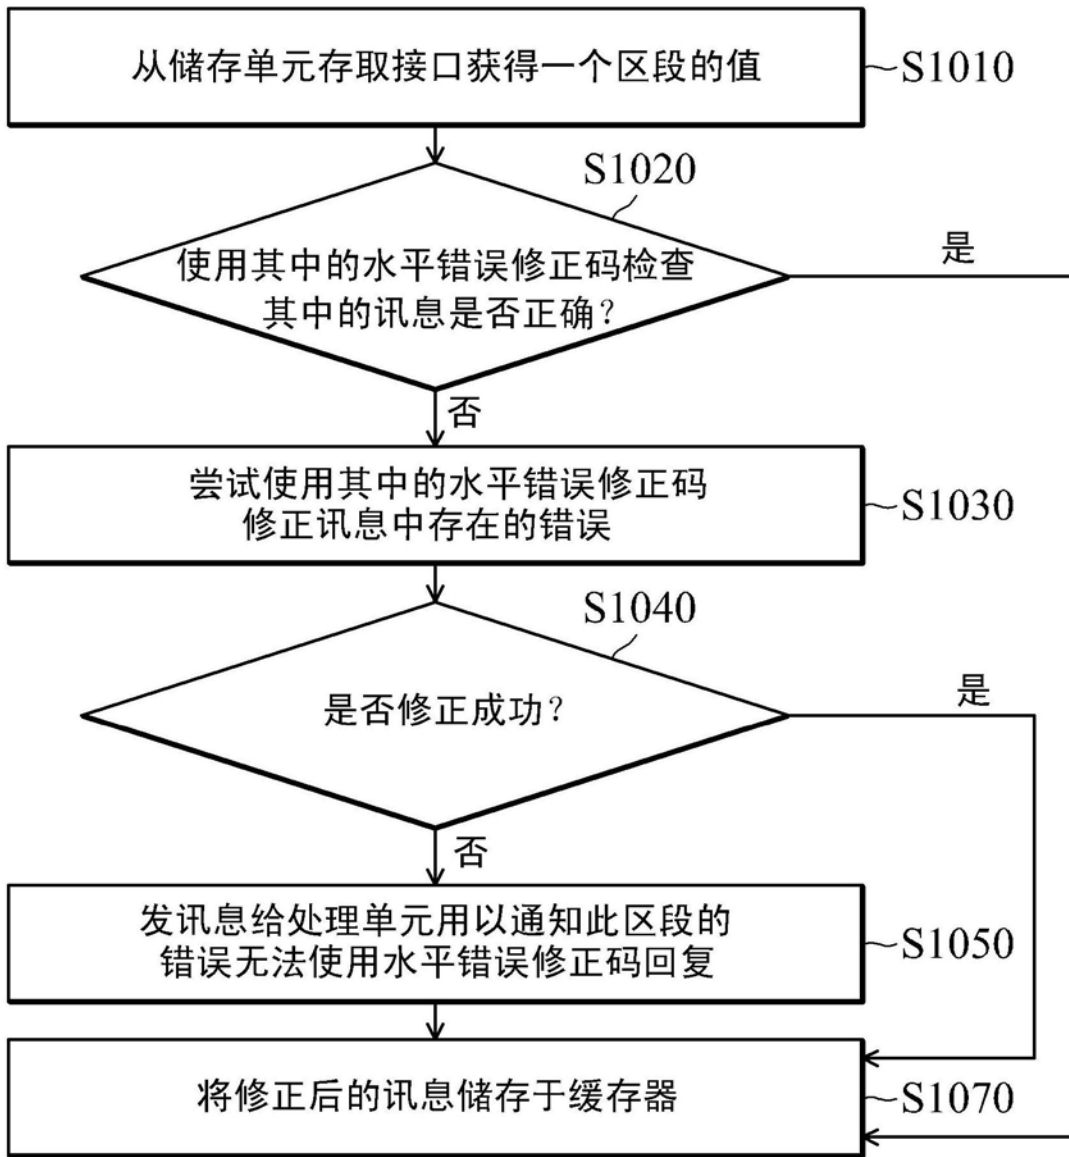 从储存单元存取接口获得一个区段的值
S1010
S1020
使用其中的水平错误修正码检查
其中的讯息是否正确？
是
否
尝试使用其中的水平错误修正码
修正讯息中存在的错误
S1030
S1040
是否修正成功？
是
否
发讯息给处理单元用以通知此区段的
错误无法使用水平错误修正码回复
S1050
将修正后的讯息储存于缓存器
S1070